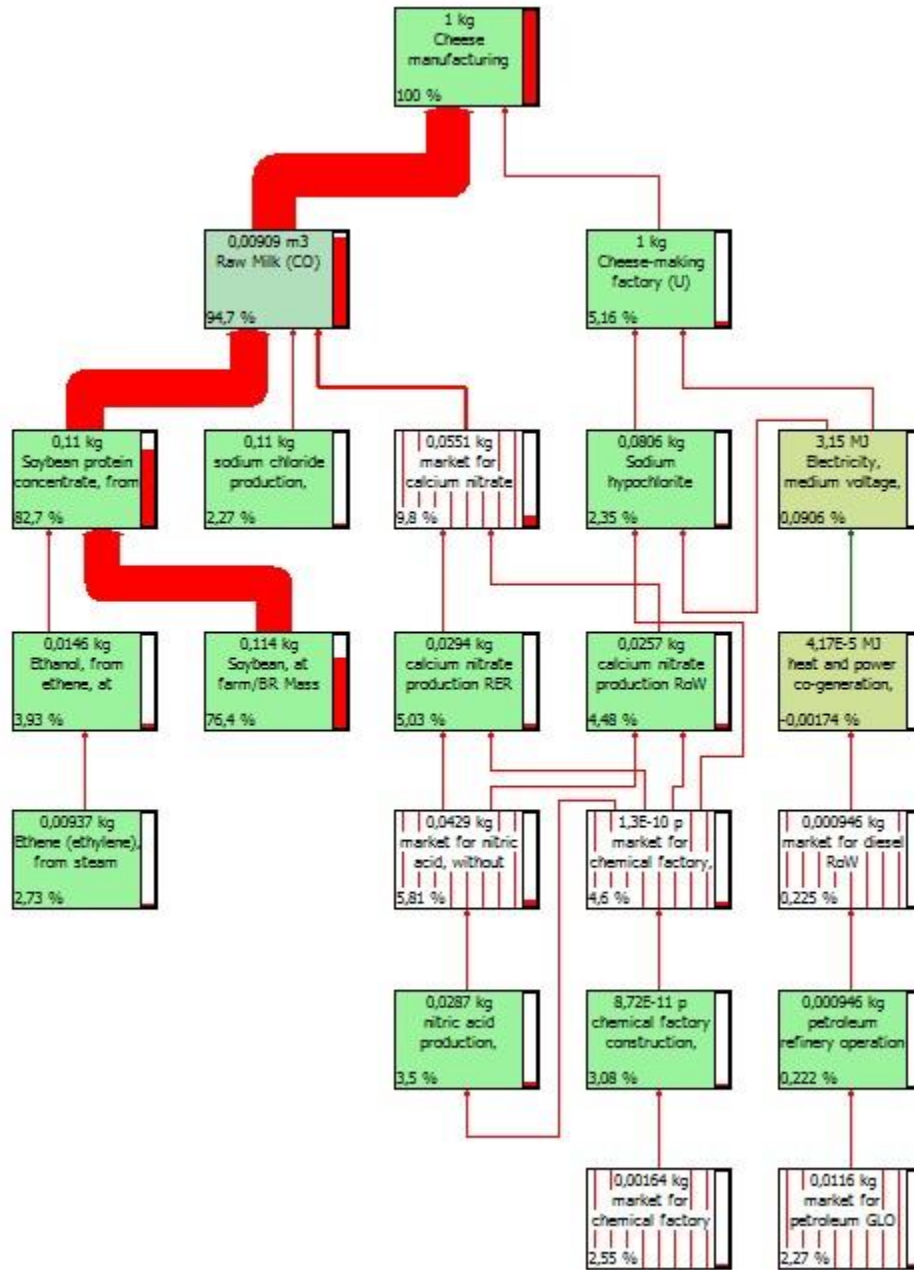 1 kg
Cheese
manufacturing
100 %
0,00909 m3
Raw Milk (CO)
94,7 %
1 kg
Cheese-making
factory (U)
5,16 %
0,11 kg
Soybean protein
concentrate, from
82,7 %
0,11 kg
sodium chloride
production,
2,27 %
0,0551 kg
market for
calcium nitrate
9,8 %
0,0806 kg
Sodium
hypochlorite
2,35 %
3,15 MJ
Electricity,
medium voltage,
0,0906 %
0,0146 kg
Ethanol, from
ethene, at
3,93 %
0,114 kg
Soybean, at
farm/BR Mass
76,4 %
0,0294 kg
calcium nitrate
production RER
5,03 %
0,0257 kg
calcium nitrate
production RoW
4,48 %
4,17E-5 MJ
heat and power
co-generation,
-0,00174 %
0,00937 kg
Ethene (ethylene),
from steam
2,73 %
0,0429 kg
market for nitric
acid, without
5,81 %
1,3E-10 p
market for
chemical factory,
4,6 %
0,000946 kg
market for diesel
RoW
0,225 %
0,0287 kg
nitric acid
production,
3,5 %
8,72E-11 p
chemical factory
construction,
3,08 %
0,000946 kg
petroleum
refinery operation
0,222 %
0,00164 kg
market for
chemical factory
2,55 %
0,0116 kg
market for
petroleum GLO
2,27 %